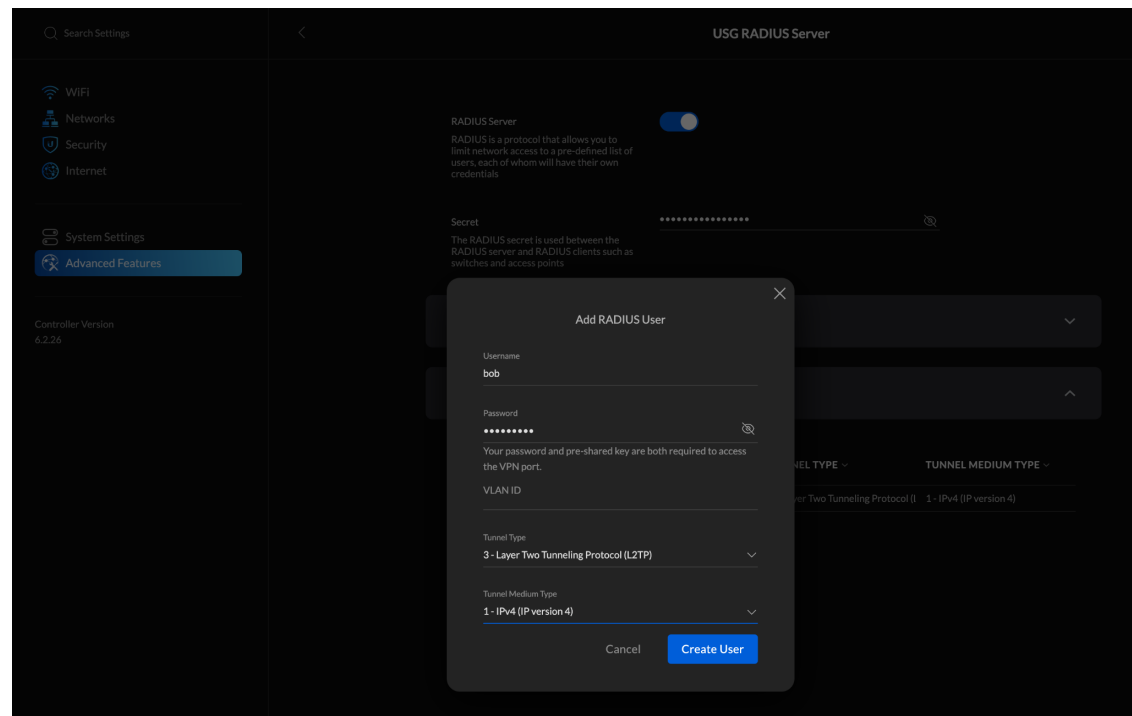 Search Settings
USG RADIUS Server
WiFi
Networks
Security
Internet
System Settings
Advanced Features
Controller Version
6.2.26
RADIUS Server
RADIUS is a protocol that allows you to
limit network access to a pre-defined list of
users, each of whom will have their own
credentials
Secret
••••••••••••••••
The RADIUS secret is used between the
RADIUS server and RADIUS clients such as
switches and access points
Add RADIUS User
Username
bob
Password
•••••••••
Your password and pre-shared key are both required to access
the VPN port.
VLAN ID
Tunnel Type
3 - Layer Two Tunneling Protocol (L2TP)
Tunnel Medium Type
1 - IPv4 (IP version 4)
Cancel
Create User
TYPE
TUNNEL MEDIUM TYPE
Two Tunneling Protocol (
1 - IPv4 (IP version 4)